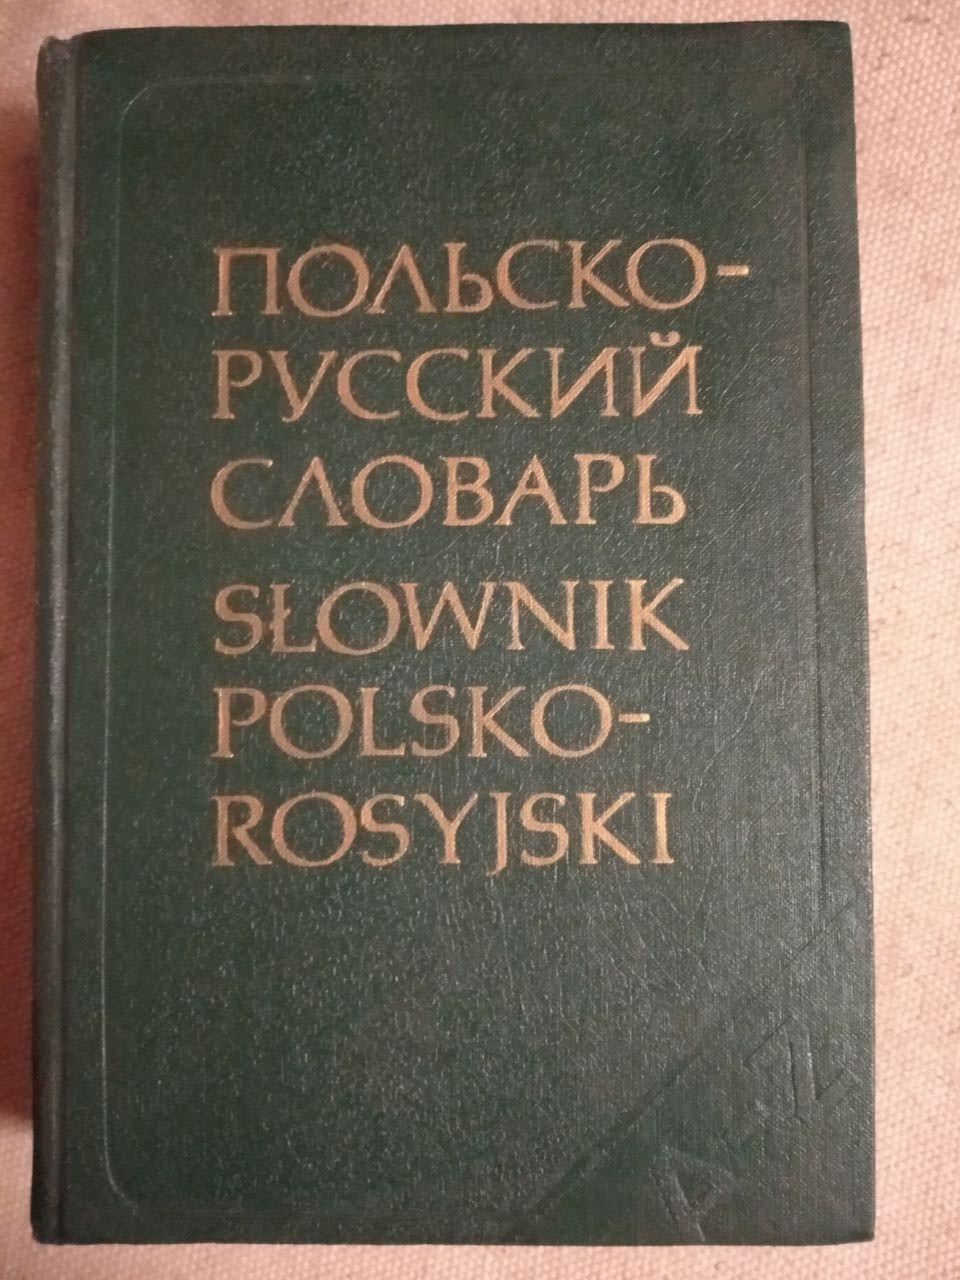 ПОЛЬСКО-
РУССКИЙ
СЛОВАРЬ
SŁOWNIK
POLSKO-
ROSYJSKI
A-Z